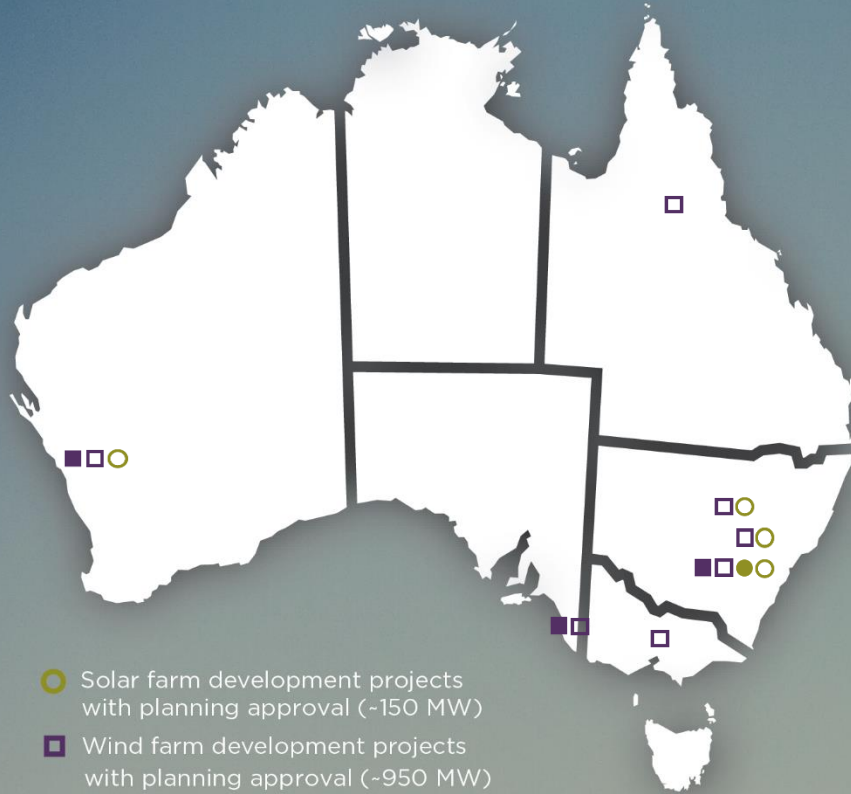 Solar farm development projects
with planning approval (~150 MW)
Wind farm development projects
with planning approval (~950 MW)